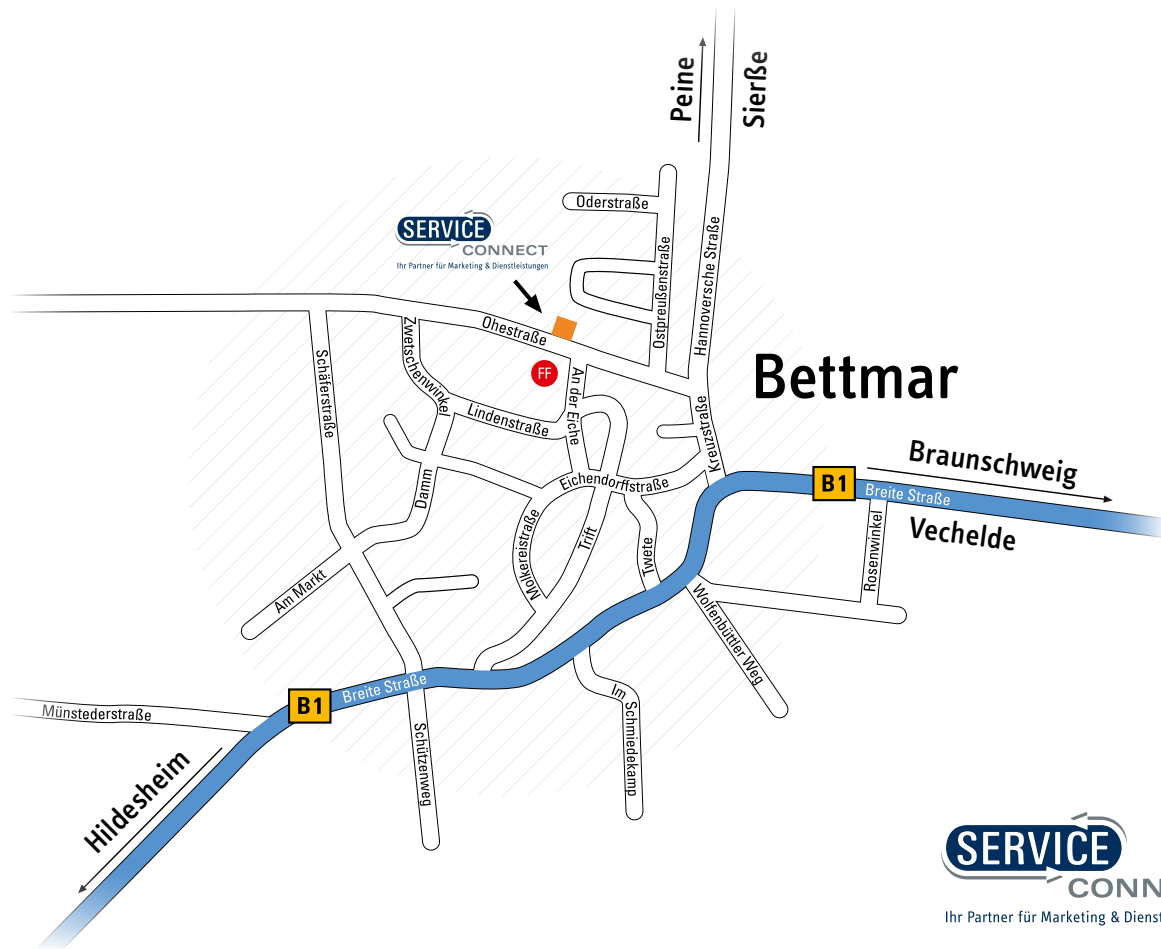 Peine
Sierße
Oderstraße
SERVICE
CONNECT
Ihr Partner für Marketing & Dienstleistungen
Ostpreußenstraße
Hannoversche Straße
Ohestraße
Zwetschenwinkel
Schäferstraße
FF
An der Eiche
Bettmar
Lindenstraße
Kreuzstraße
Braunschweig
B1
Breite Straße
Vechelde
Eichendorffstraße
Damm
Molkereistraße
Trift
Twete
Rosenwinkel
Am Markt
Wolfenbüttler Weg
Breite Straße
B1
Münstederstraße
Im
Schmiedekamp
Schützenweg
Hildesheim
SERVICE
CONN
Ihr Partner für Marketing & Dienst